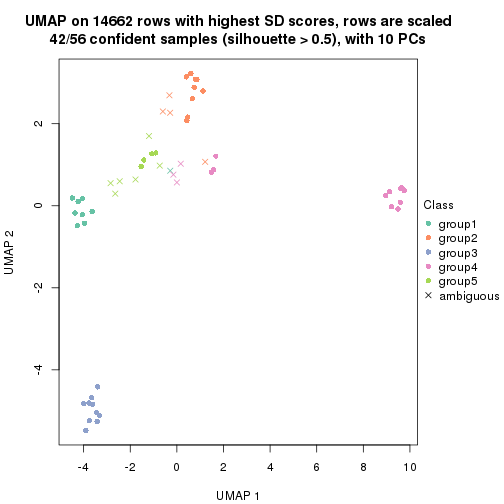 UMAP on 14662 rows with highest SD scores, rows are scaled
42/56 confident samples (silhouette > 0.5), with 10 PCs
2
0
-2
-4
UMAP 2
-4 -2 0 2 4 6 8 10
UMAP 1
Class
group1
group2
group3
group4
group5
ambiguous